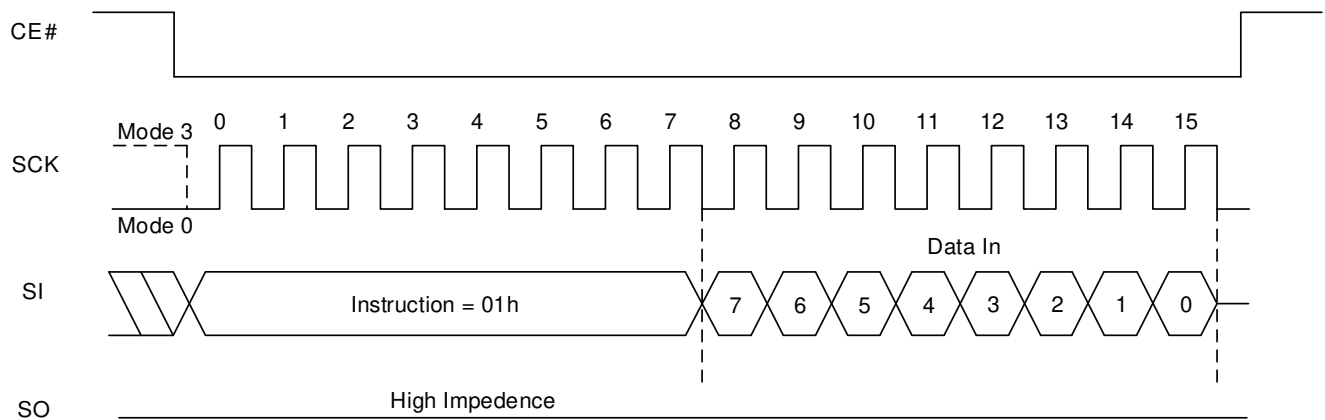 CE#
Mode 3 0 1 2 3 4 5 6 7 8 9 10 11 12 13 14 15
SCK
Mode 0
Data In
SI Instruction = 01h 7 6 5 4 3 2 1 0
High Impedence
SO